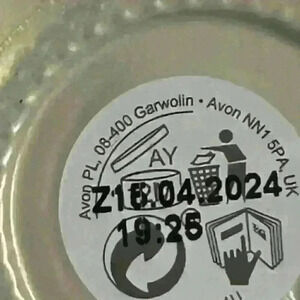 Avon PL, 08-400 Garwolin • Avon NN1 5PA, UK
AY
Z16.04.2024
19:25